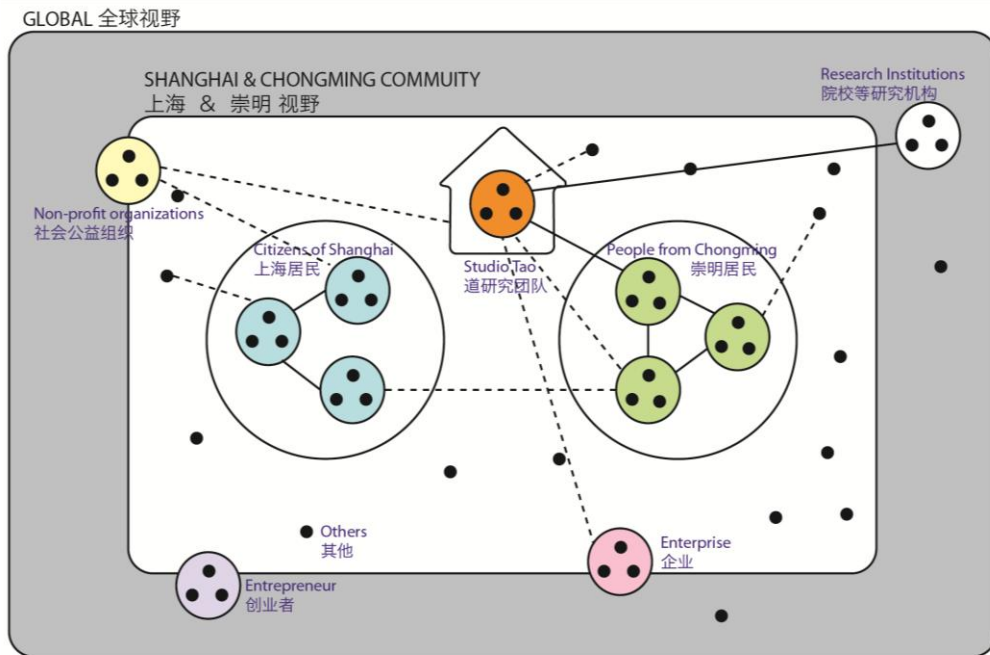 GLOBAL 全球视野
SHANGHAI & CHONGMING COMMUITY
上海 & 崇明 视野
Research Institutions
院校等研究机构
Non-profit organizations
社会公益组织
Citizens of Shanghai
上海居民
Studio Tao
道研究团队
People from Chongming
崇明居民
Others
其他
Enterprise
企业
Entrepreneur
创业者